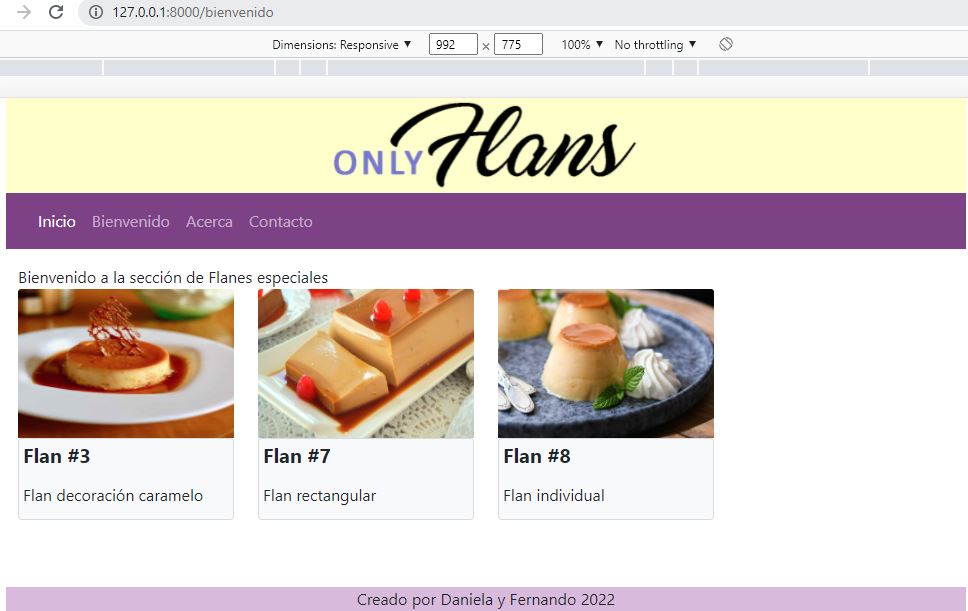 127.0.0.1:8000/bienvenido
Dimensions: Responsive ▼ 992 × 775 100% ▼ No throttling ▼
ONLY Flans
Inicio Bienvenido Acerca Contacto
Bienvenido a la sección de Flanes especiales
Flan #3 Flan #7 Flan #8
Flan decoración caramelo Flan rectangular Flan individual
Creado por Daniela y Fernando 2022